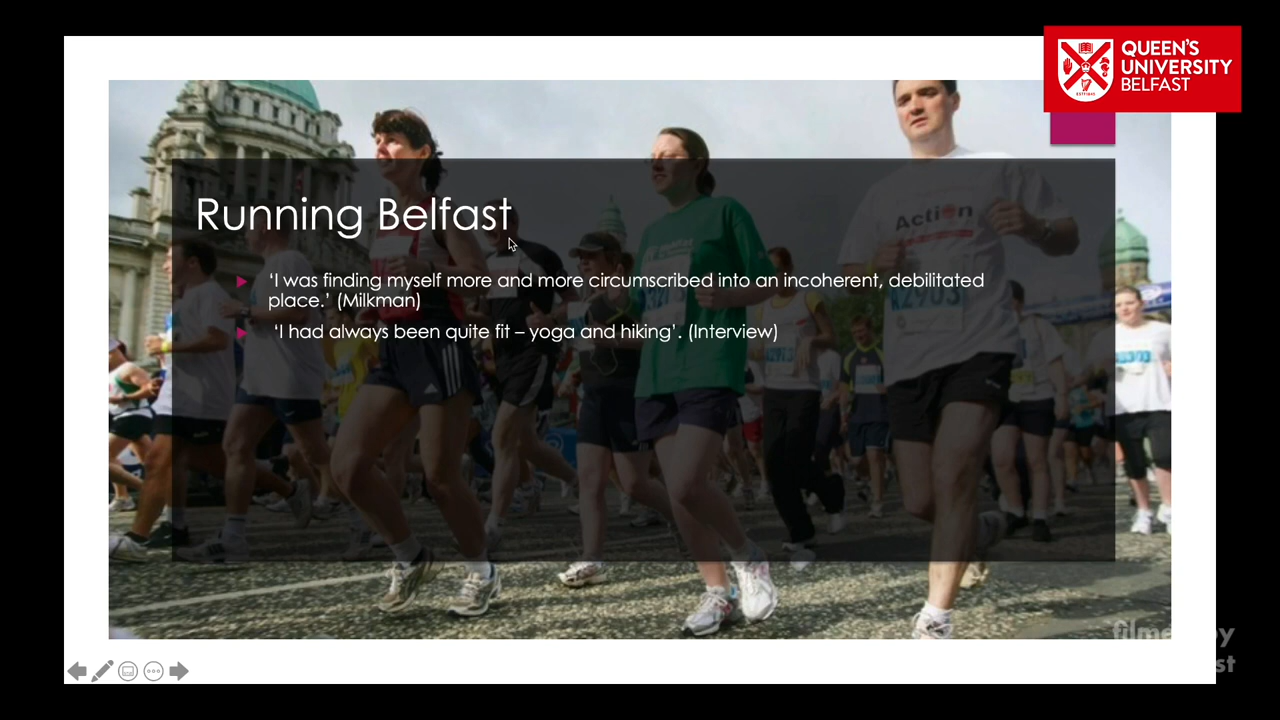 QUEEN'S
UNIVERSITY
BELFAST
Action
Running Belfast
‘I was finding myself more and more circumscribed into an incoherent, debilitated
place.’ (Milkman)
‘I had always been quite fit – yoga and hiking’. (Interview)